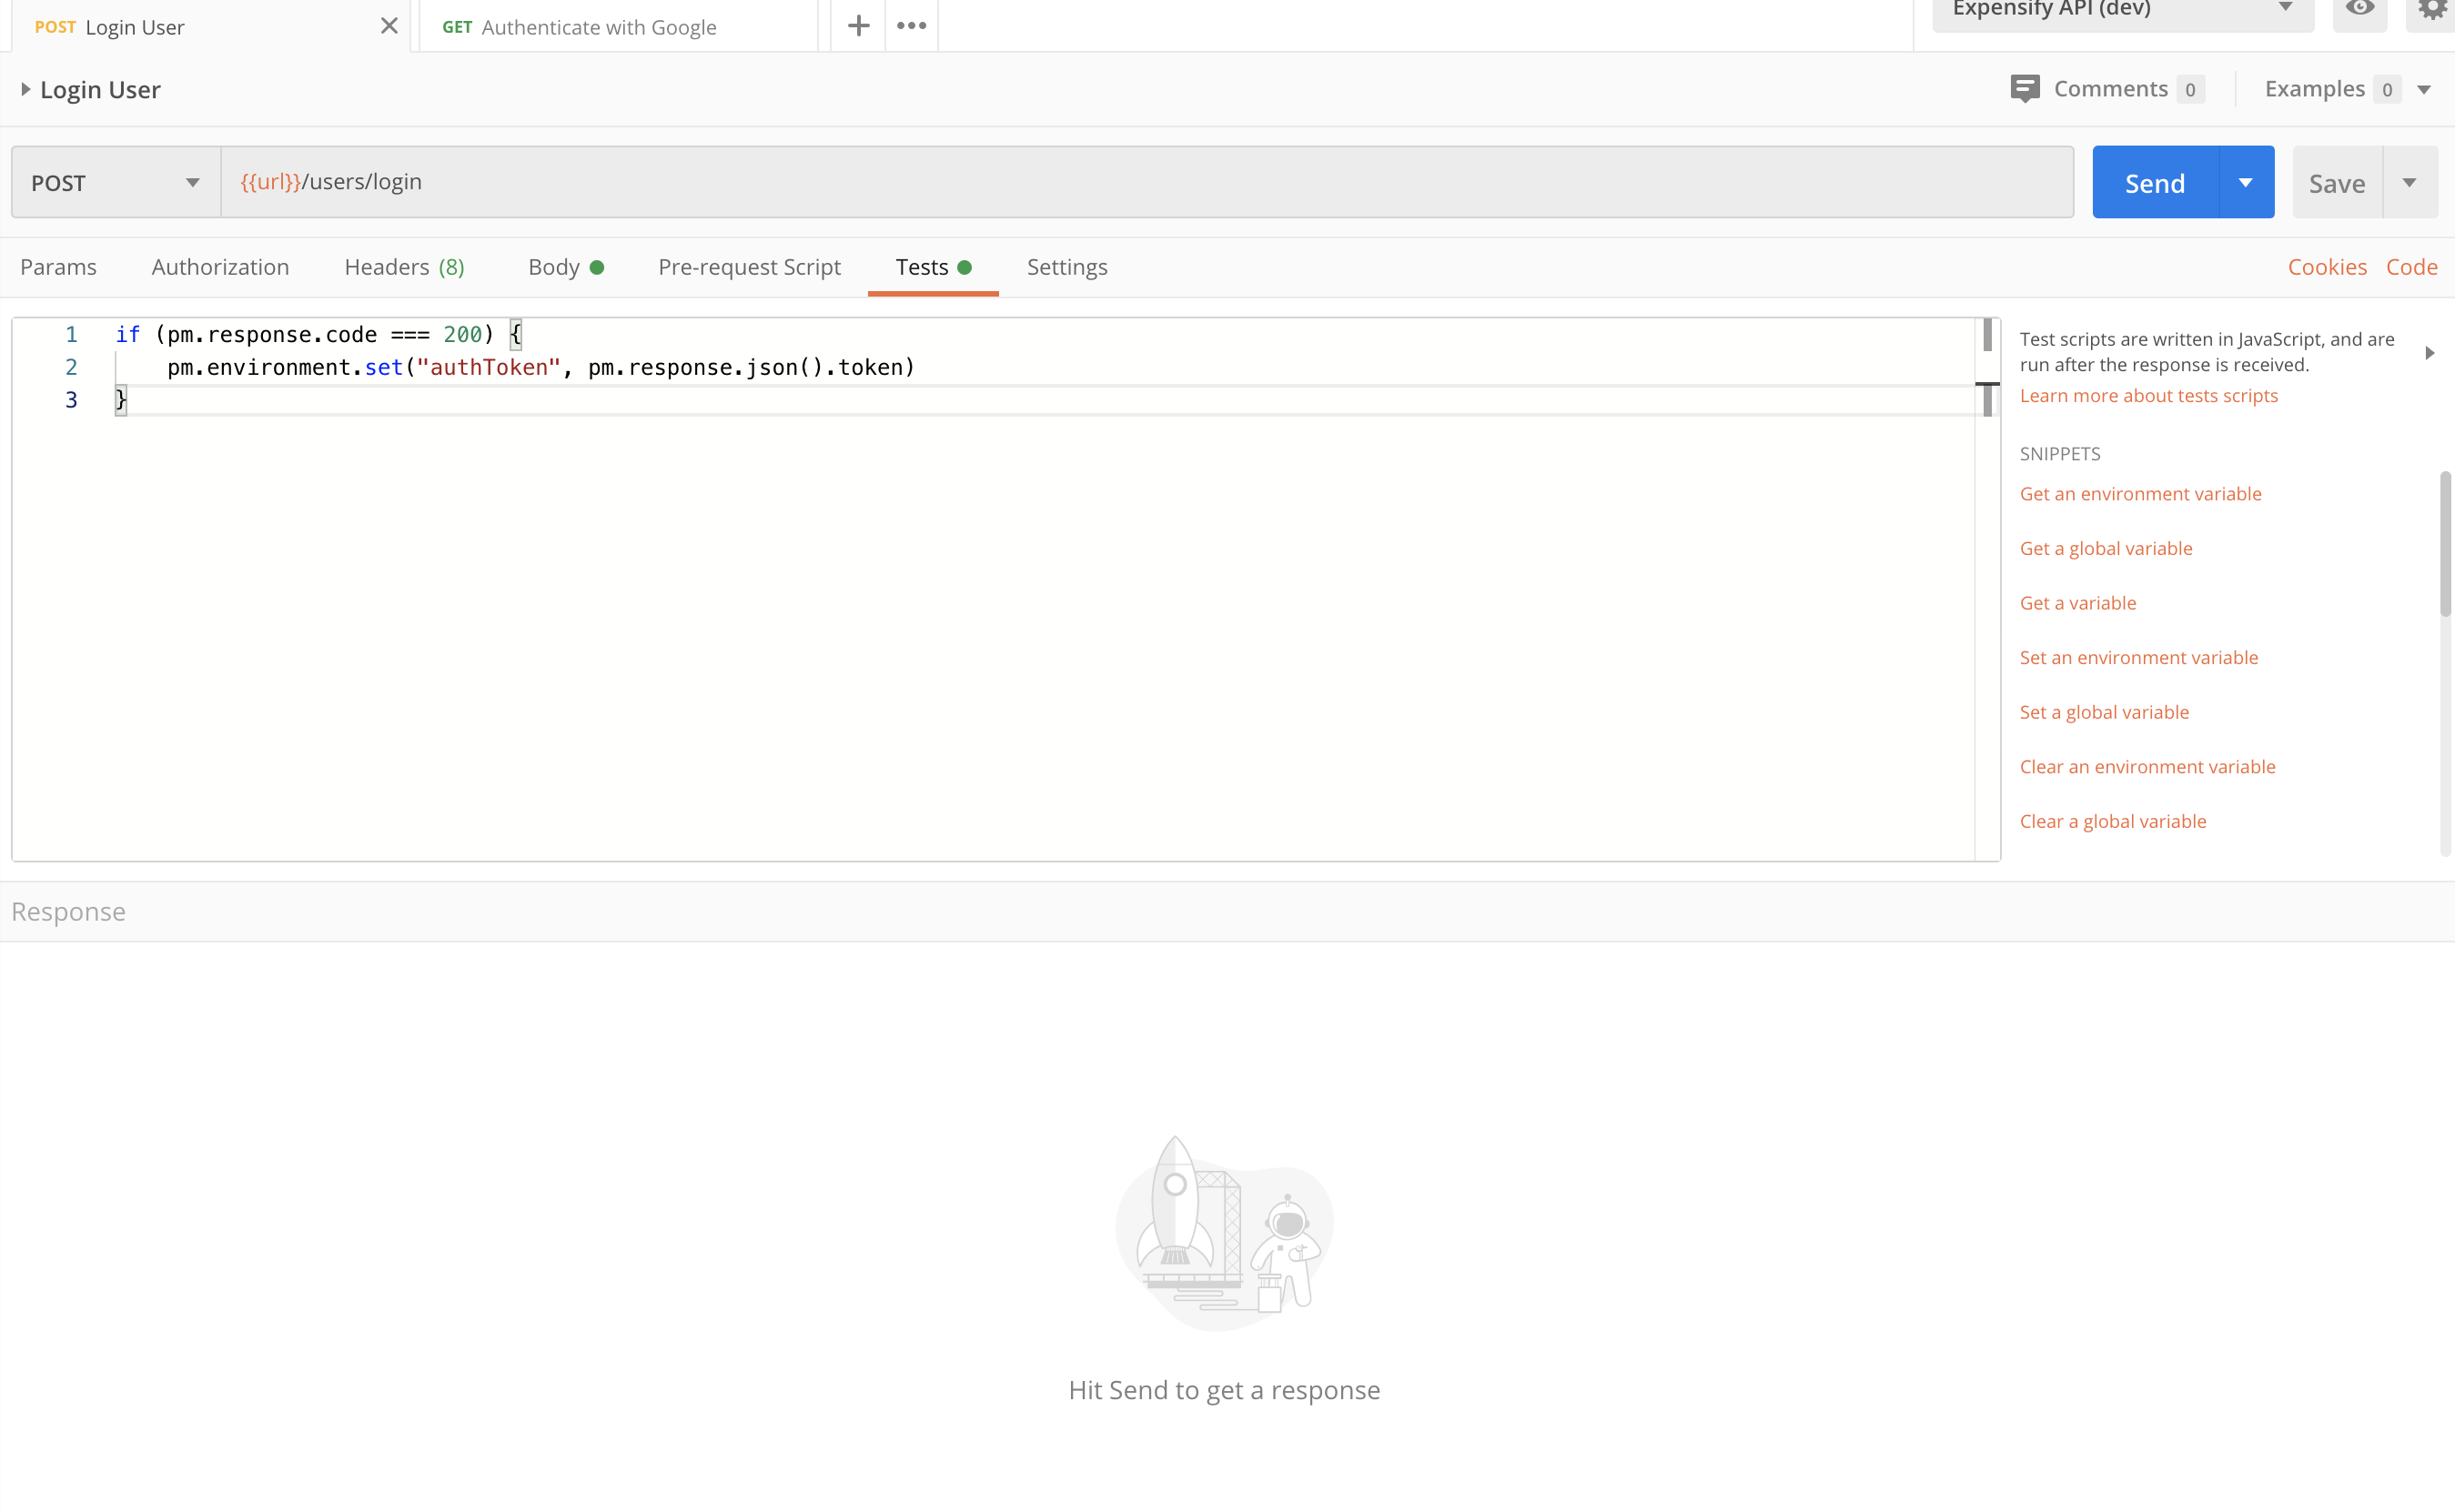 POST Login User
GET Authenticate with Google
Expensify API (dev)
Login User
Comments 0
Examples 0
POST
{{url}}/users/login
Send
Save
Params
Authorization
Headers (8)
Body
Pre-request Script
Tests
Settings
Cookies
Code
1 if (pm.response.code === 200) {
2 pm.environment.set("authToken", pm.response.json().token)
3 }
Test scripts are written in JavaScript, and are
run after the response is received.
Learn more about tests scripts
SNIPPETS
Get an environment variable
Get a global variable
Get a variable
Set an environment variable
Set a global variable
Clear an environment variable
Clear a global variable
Response
Hit Send to get a response